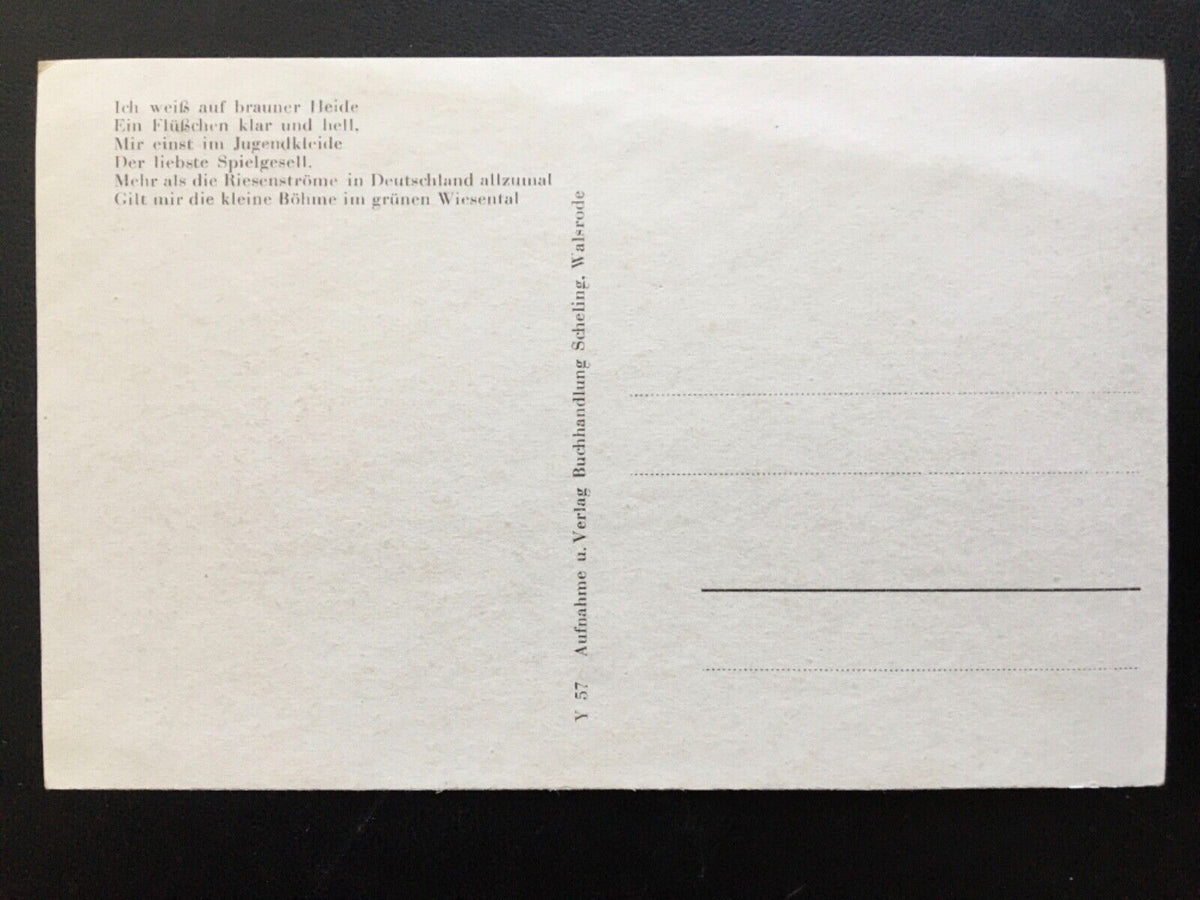 Ich weiß auf brauner Heide
Ein Flüßchen klar und hell,
Mir einst im Jugendkleide
Der liebste Spielgesell.
Mehr als die Riesenströme in Deutschland allzumal
Gilt mir die kleine Böhme im grünen Wiesental
Y 57 Aufnahme u. Verlag Buchhandlung Scheling, Walsrode